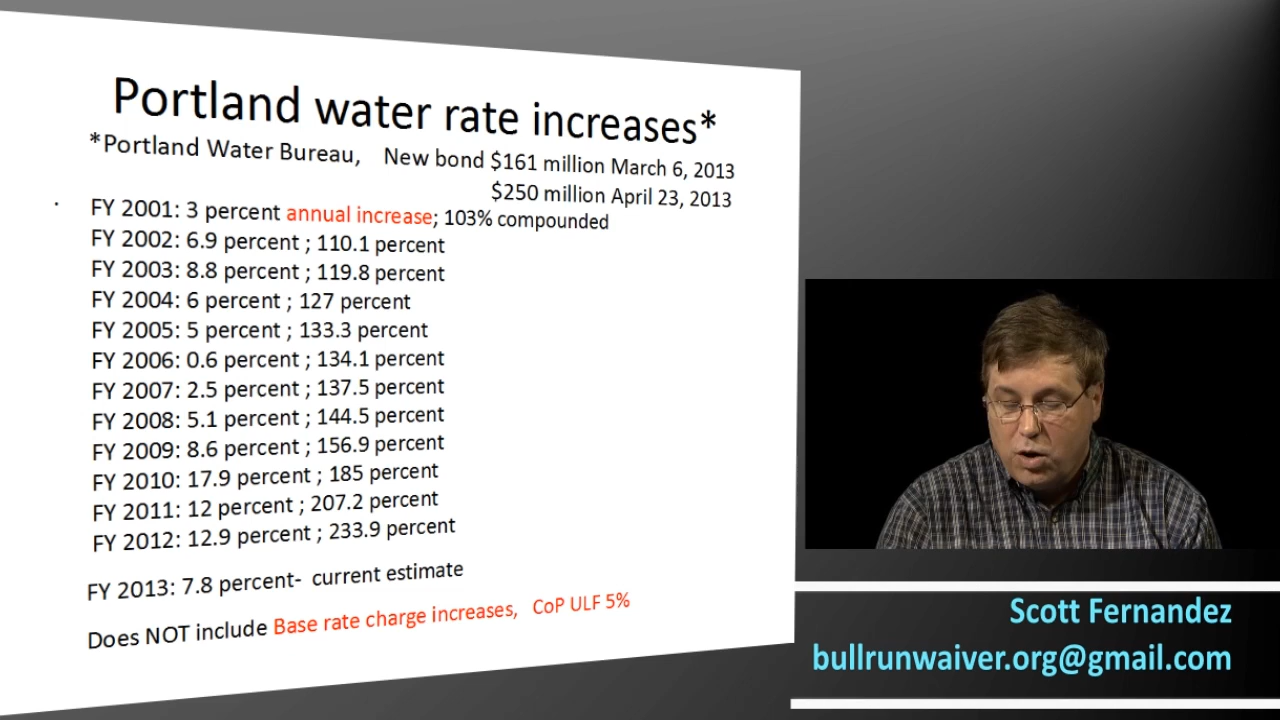 Portland water rate increases*
*Portland Water Bureau, New bond $161 million March 6, 2013
$250 million April 23, 2013
FY 2001: 3 percent annual increase; 103% compounded
FY 2002: 6.9 percent ; 110.1 percent
FY 2003: 8.8 percent ; 119.8 percent
FY 2004: 6 percent ; 127 percent
FY 2005: 5 percent ; 133.3 percent
FY 2006: 0.6 percent ; 134.1 percent
FY 2007: 2.5 percent ; 137.5 percent
FY 2008: 5.1 percent ; 144.5 percent
FY 2009: 8.6 percent ; 156.9 percent
FY 2010: 17.9 percent ; 185 percent
FY 2011: 12 percent ; 207.2 percent
FY 2012: 12.9 percent ; 233.9 percent
FY 2013: 7.8 percent- current estimate
Does NOT include Base rate charge increases, CoP ULF 5%
Scott Fernandez
bullrunwaiver.org@gmail.com